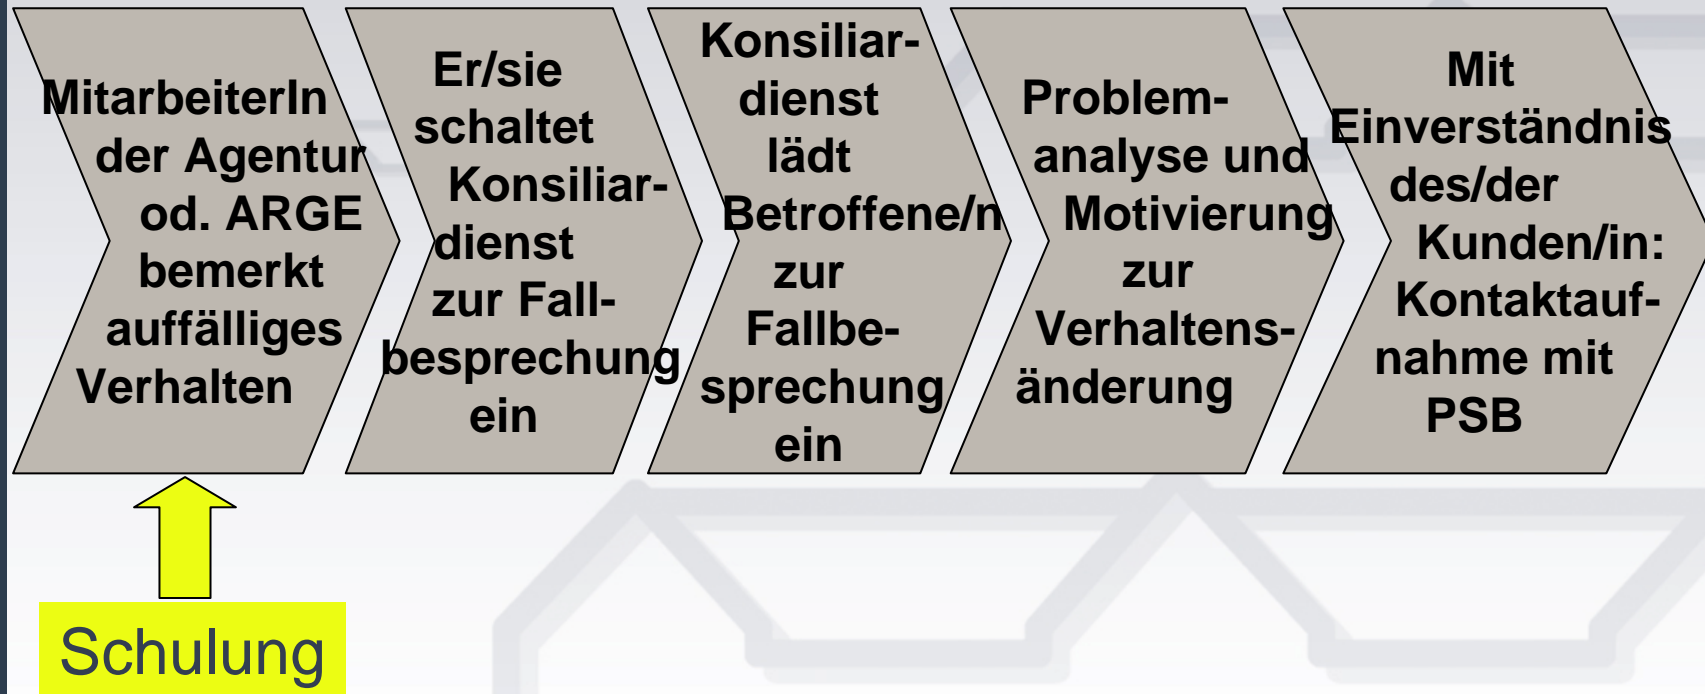 MitarbeiterIn
der Agentur
od. ARGE
bemerkt
auffälliges
Verhalten
Er/sie
schaltet
Konsiliar-
dienst
zur Fall-
besprechung
ein
Konsiliar-
dienst
lädt
Betroffene/n
zur
Fallbe-
sprechung
ein
Problem-
analyse und
Motivierung
zur
Verhaltens-
änderung
Mit
Einverständnis
des/der
Kunden/in:
Kontaktauf-
nahme mit
PSB
Schulung